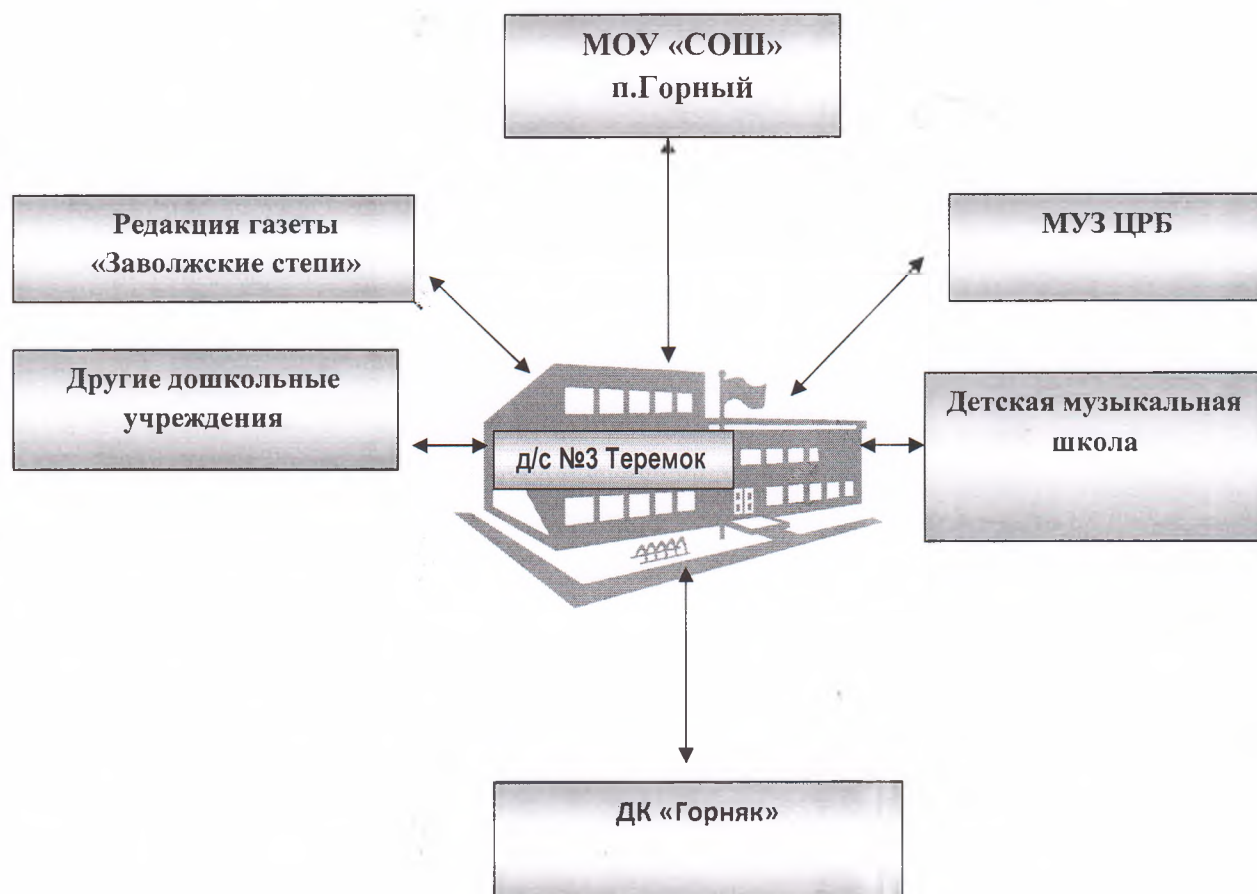 МОУ «СОШ»
п.Горный
Редакция газеты
«Заволжские степи»
МУЗ ЦРБ
Другие дошкольные
учреждения
Детская музыкальная
школа
д/с №3 Теремок
ДК «Горняк»